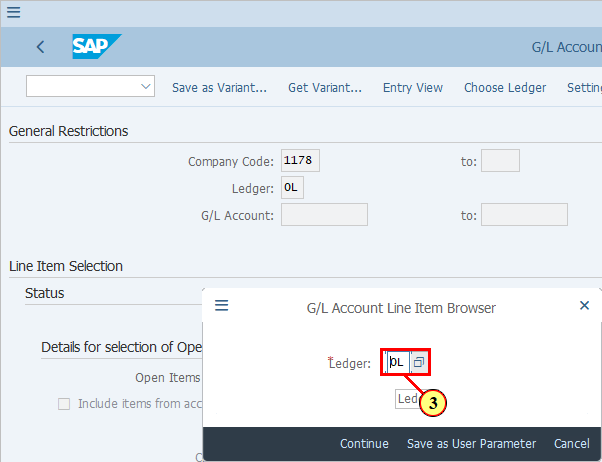 SAP
G/L Accoun
Save as Variant... Get Variant... Entry View Choose Ledger Settin
General Restrictions
Company Code: 1178 to:
Ledger: 0L
G/L Account: to:
Line Item Selection
Status
G/L Account Line Item Browser
Details for selection of Ope
*Ledger: 0L
Open Items
Include items from acc
Led
3
Continue Save as User Parameter Cancel